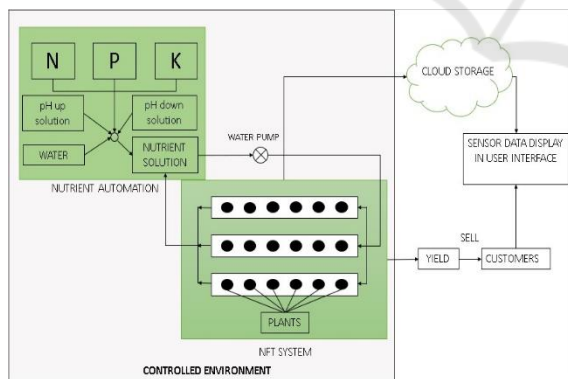 N
P
K
pH up
solution
pH down
solution
WATER
NUTRIENT
SOLUTION
NUTRIENT AUTOMATION
WATER PUMP
CLOUD STORAGE
SENSOR DATA DISPLAY
IN USER INTERFACE
SELL
YIELD
CUSTOMERS
PLANTS
NFT SYSTEM
CONTROLLED ENVIRONMENT